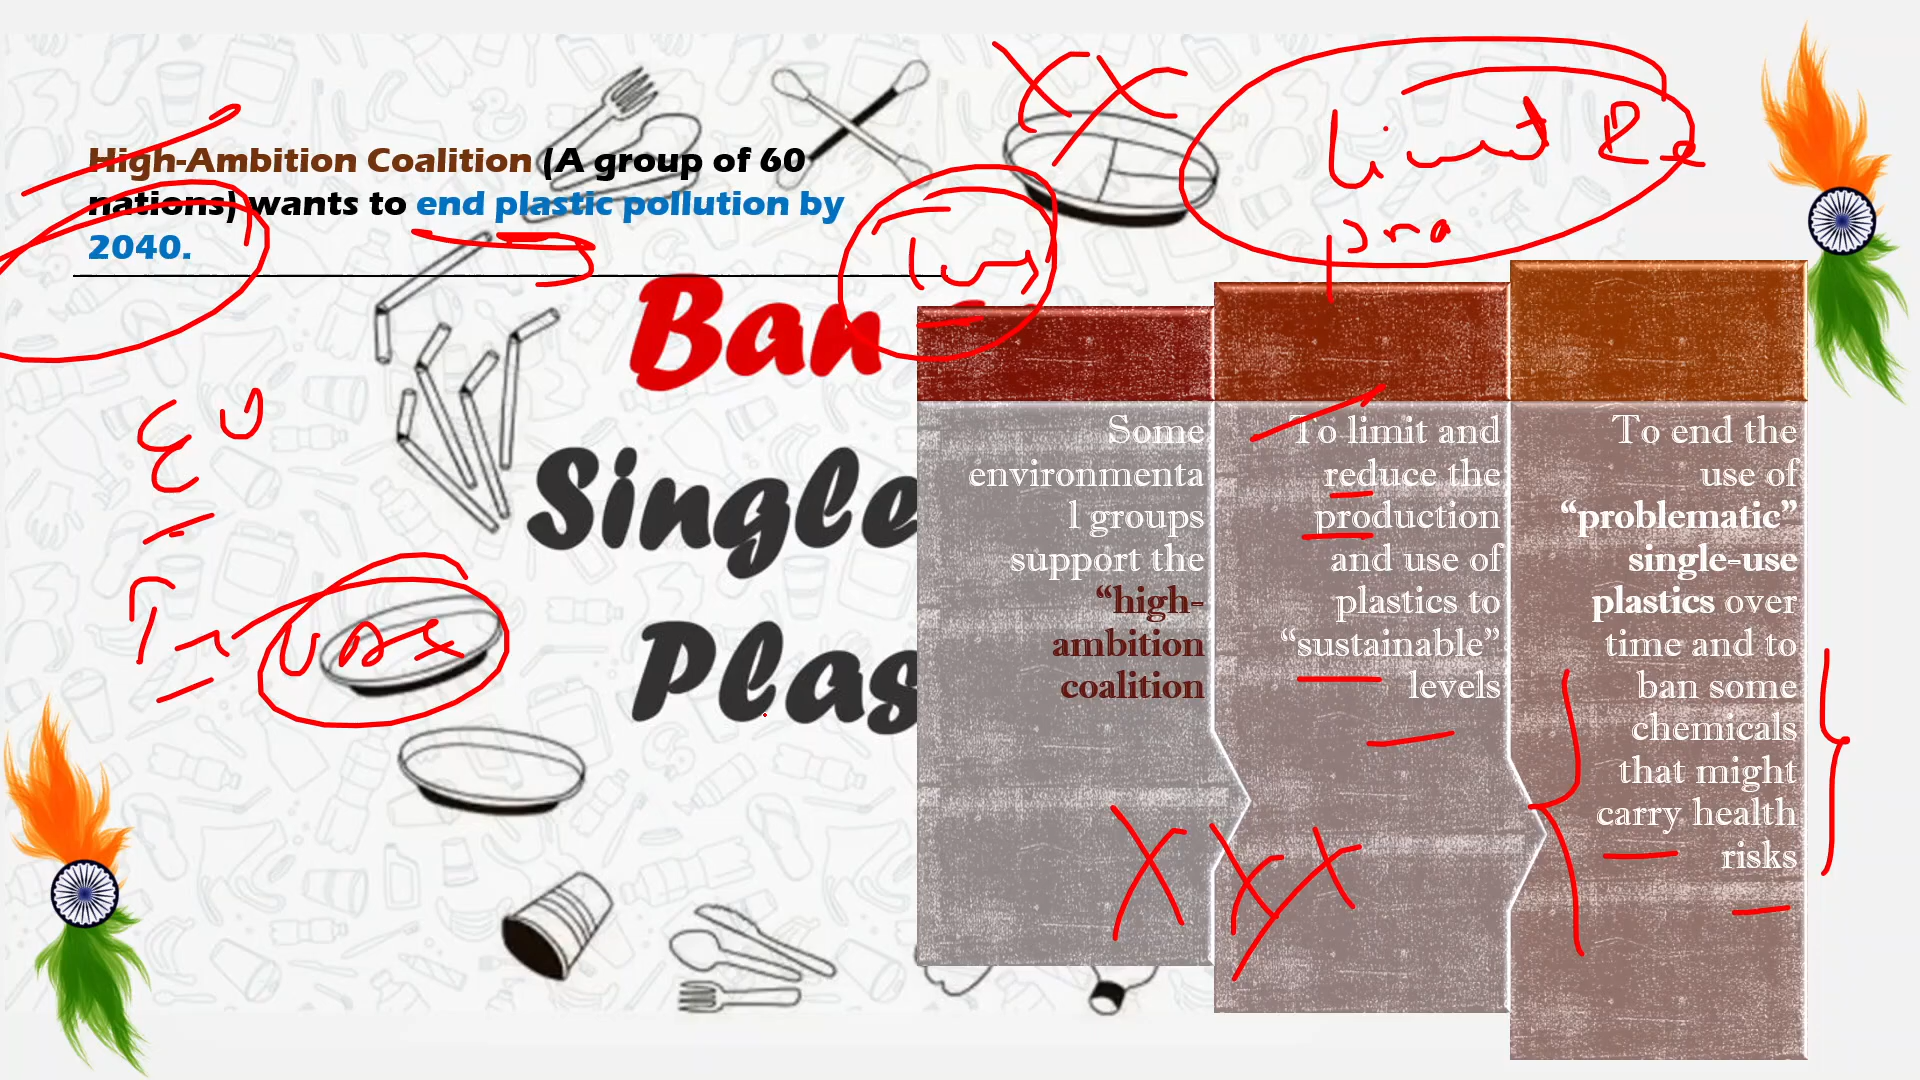 High-Ambition Coalition (A group of 60
nations) wants to end plastic pollution by
2040.
Ban
Single
Plas
Some
environmenta
l groups
support the
“high-
ambition
coalition
To limit and
reduce the
production
and use of
plastics to
“sustainable”
levels
To end the
use of
“problematic”
single-use
plastics over
time and to
ban some
chemicals
that might
carry health
risks
limit
pro
EU